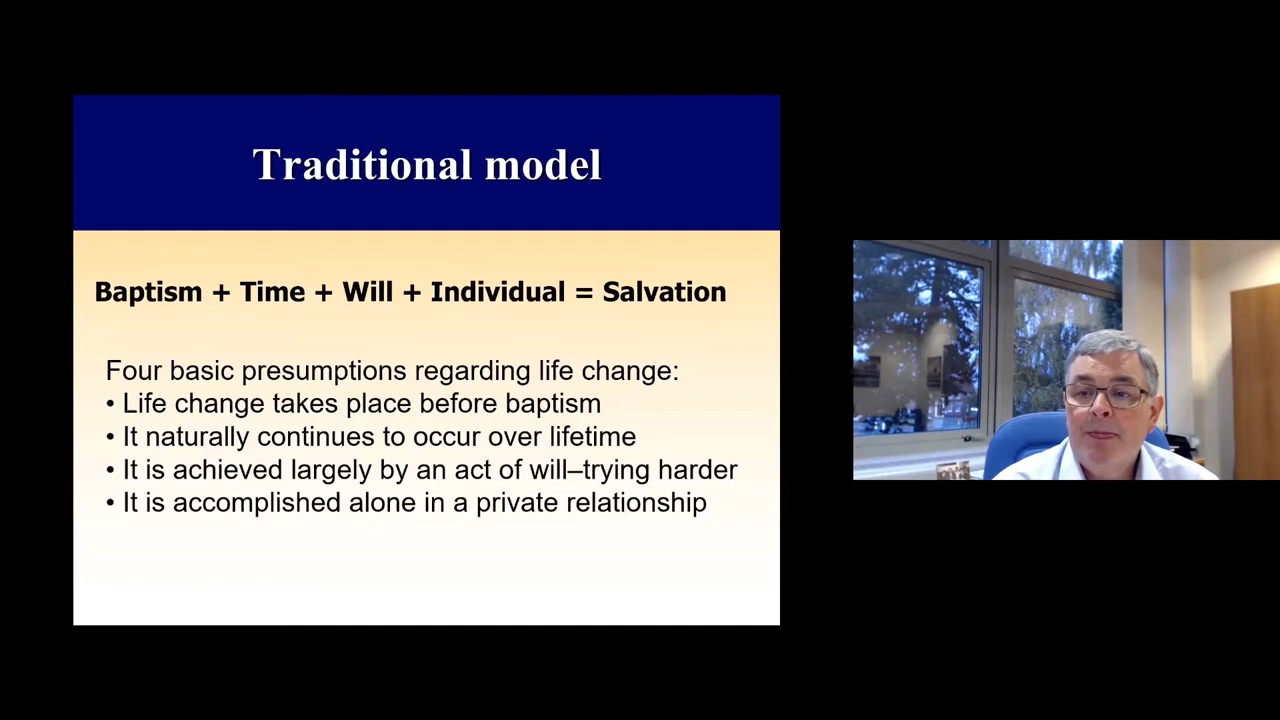 Traditional model
Baptism + Time + Will + Individual = Salvation
Four basic presumptions regarding life change:
• Life change takes place before baptism
• It naturally continues to occur over lifetime
• It is achieved largely by an act of will–trying harder
• It is accomplished alone in a private relationship